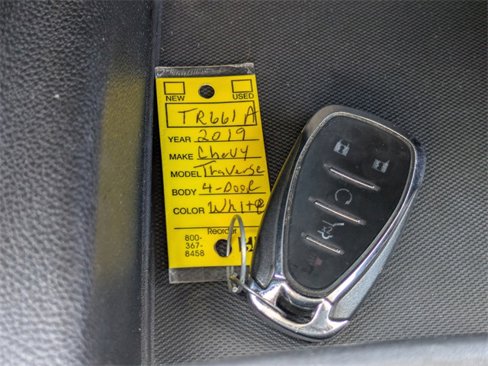 NEW USED
TR661A
YEAR 2019
MAKE Chevy
MODEL Traverse
BODY 4-Door
COLOR White
Reorder
800-
367-
8458